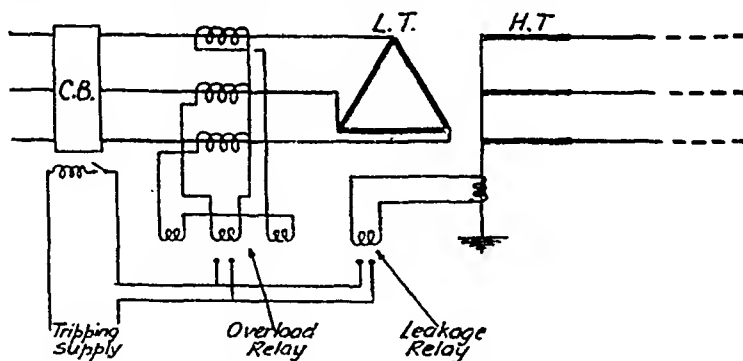 L.T.
H.T
C.B.
Tripping
Supply
Overload
Relay
Leakage
Relay